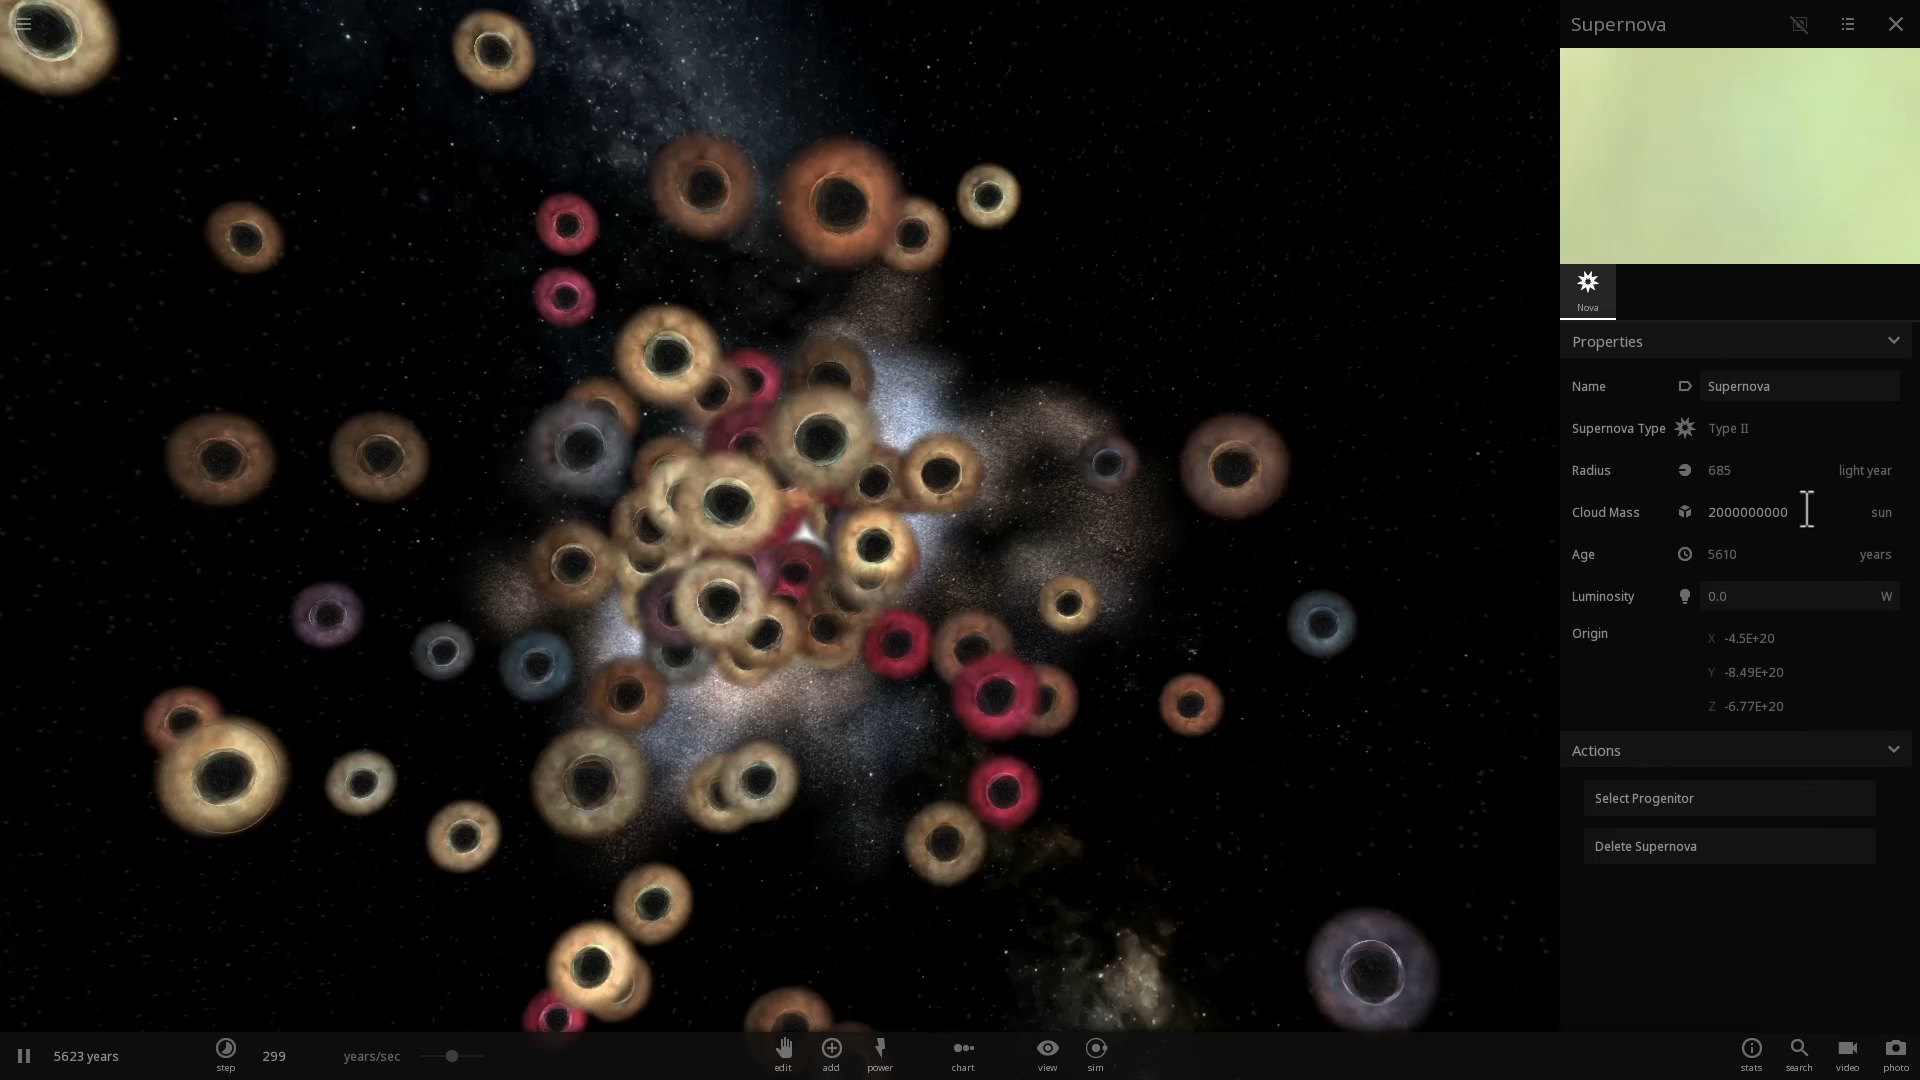 Supernova
Nova
Properties
Name Supernova
Supernova Type Type II
Radius 685 light year
Cloud Mass 2000000000 sun
Age 5610 years
Luminosity 0.0 W
Origin
X -4.5E+20
Y -8.49E+20
Z -6.77E+20
Actions
Select Progenitor
Delete Supernova
5623 years
step
299 years/sec
edit
add
power
chart
view
sim
stats
search
video
photo